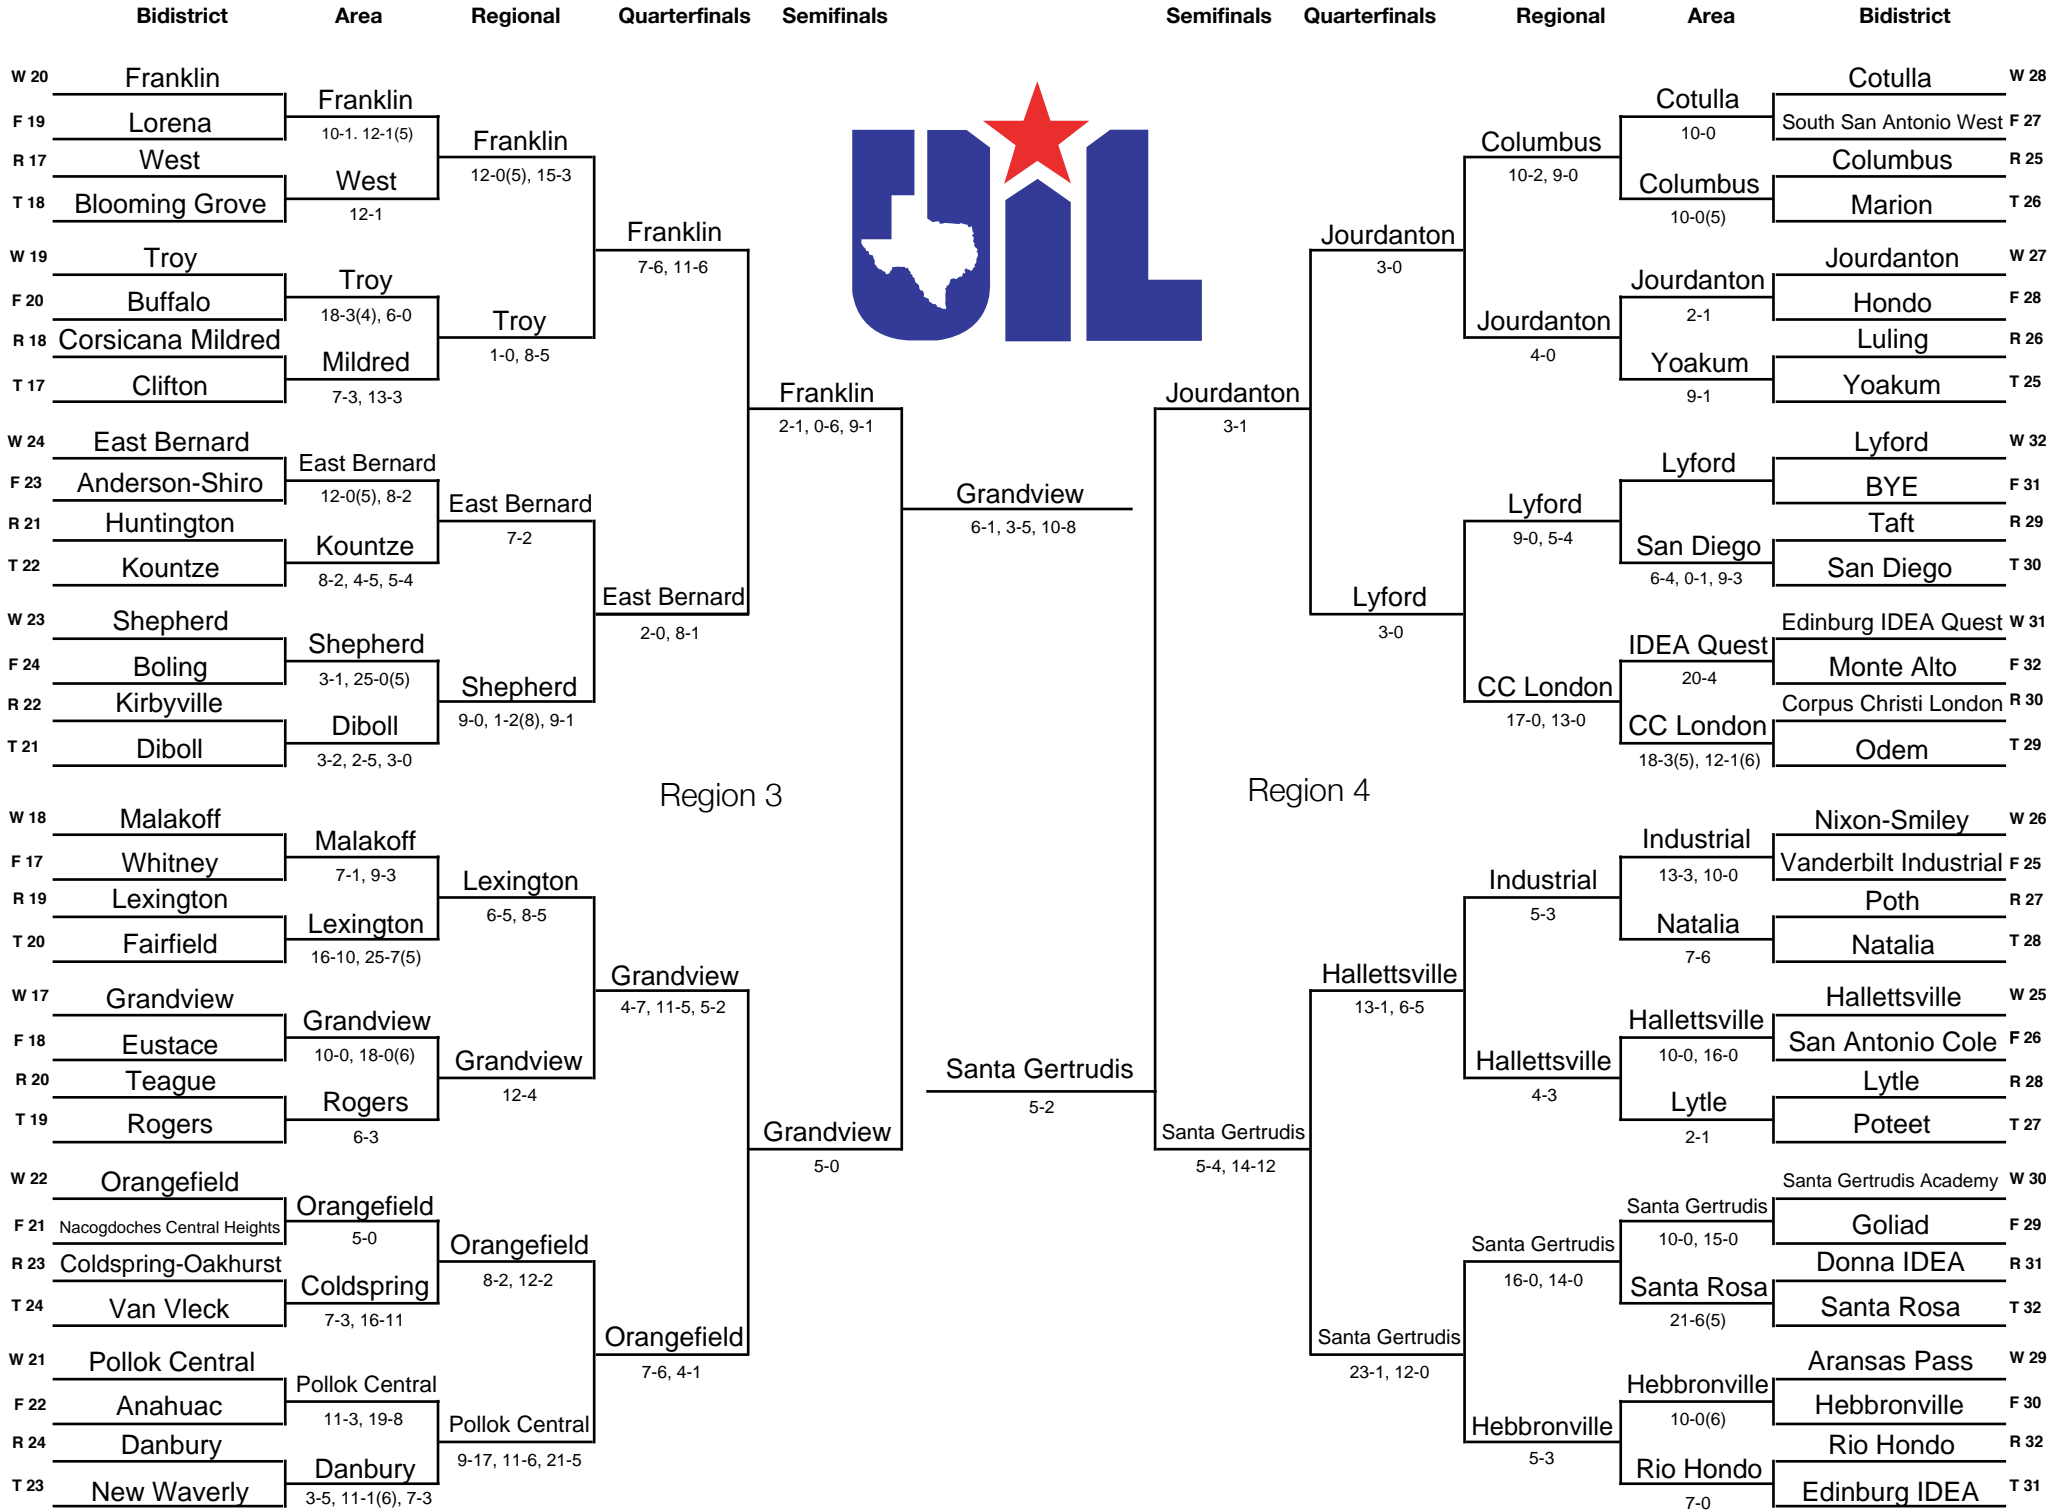 Bidistrict Area Regional Quarterfinals Semifinals Semifinals Quarterfinals Regional Area Bidistrict
W 20 Franklin
Franklin
F 19 Lorena
10-1. 12-1(5)
Franklin
R 17 West
12-0(5), 15-3
West
T 18 Blooming Grove
12-1
Franklin
7-6, 11-6
W 19 Troy
Troy
F 20 Buffalo
18-3(4), 6-0
Troy
R 18 Corsicana Mildred
1-0, 8-5
Mildred
T 17 Clifton
7-3, 13-3
Franklin
2-1, 0-6, 9-1
W 24 East Bernard
East Bernard
F 23 Anderson-Shiro
12-0(5), 8-2
East Bernard
R 21 Huntington
7-2
Kountze
T 22 Kountze
8-2, 4-5, 5-4
East Bernard
2-0, 8-1
W 23 Shepherd
Shepherd
F 24 Boling
3-1, 25-0(5)
Shepherd
R 22 Kirbyville
9-0, 1-2(8), 9-1
Diboll
T 21 Diboll
3-2, 2-5, 3-0
Region 3
W 18 Malakoff
Malakoff
F 17 Whitney
7-1, 9-3
Lexington
R 19 Lexington
6-5, 8-5
Lexington
T 20 Fairfield
16-10, 25-7(5)
Grandview
4-7, 11-5, 5-2
W 17 Grandview
Grandview
F 18 Eustace
10-0, 18-0(6)
Grandview
R 20 Teague
12-4
Rogers
T 19 Rogers
6-3
Grandview
5-0
W 22 Orangefield
Orangefield
F 21 Nacogdoches Central Heights
5-0
Orangefield
R 23 Coldspring-Oakhurst
8-2, 12-2
Coldspring
T 24 Van Vleck
7-3, 16-11
Orangefield
7-6, 4-1
W 21 Pollok Central
Pollok Central
F 22 Anahuac
11-3, 19-8
Pollok Central
R 24 Danbury
9-17, 11-6, 21-5
Danbury
T 23 New Waverly
3-5, 11-1(6), 7-3
UIL
Grandview
6-1, 3-5, 10-8
Santa Gertrudis
5-2
Cotulla W 28
Cotulla
South San Antonio West F 27
10-0
Columbus
Columbus R 25
10-2, 9-0
Columbus
Marion T 26
10-0(5)
Jourdanton
3-0
Jourdanton W 27
Jourdanton
Hondo F 28
2-1
Jourdanton
Luling R 26
4-0
Yoakum
Yoakum T 25
9-1
Jourdanton
3-1
Lyford W 32
Lyford
BYE F 31
Lyford
Taft R 29
9-0, 5-4
San Diego
San Diego T 30
6-4, 0-1, 9-3
Lyford
3-0
Edinburg IDEA Quest W 31
IDEA Quest
Monte Alto F 32
20-4
CC London
Corpus Christi London R 30
17-0, 13-0
CC London
Odem T 29
18-3(5), 12-1(6)
Region 4
Nixon-Smiley W 26
Industrial
Vanderbilt Industrial F 25
13-3, 10-0
Industrial
Poth R 27
5-3
Natalia
Natalia T 28
7-6
Hallettsville
13-1, 6-5
Hallettsville W 25
Hallettsville
San Antonio Cole F 26
10-0, 16-0
Hallettsville
Lytle R 28
4-3
Lytle
Poteet T 27
2-1
Santa Gertrudis
5-4, 14-12
Santa Gertrudis Academy W 30
Santa Gertrudis
Goliad F 29
10-0, 15-0
Santa Gertrudis
Donna IDEA R 31
16-0, 14-0
Santa Rosa
Santa Rosa T 32
21-6(5)
Santa Gertrudis
23-1, 12-0
Aransas Pass W 29
Hebbronville
Hebbronville F 30
10-0(6)
Hebbronville
Rio Hondo R 32
5-3
Rio Hondo
Edinburg IDEA T 31
7-0